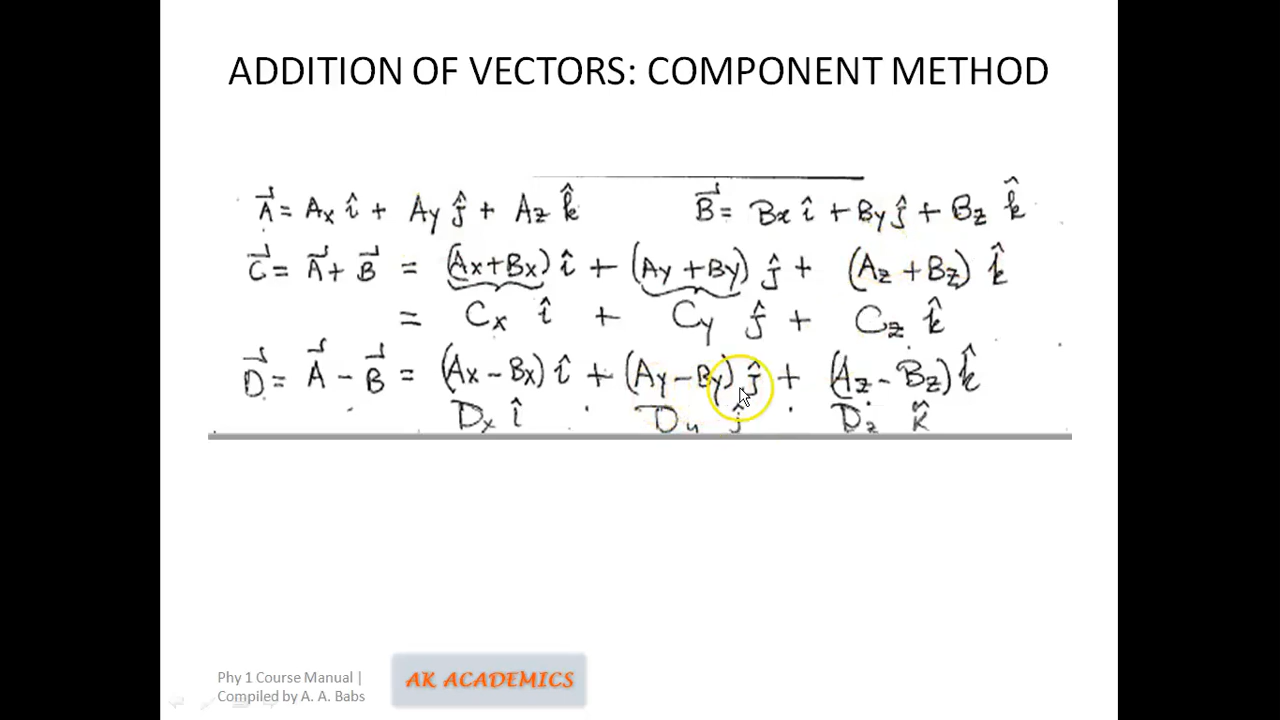 ADDITION OF VECTORS: COMPONENT METHOD
A⃗ = Ax î + Ay ĵ + Az k̂ B⃗ = Bx î + By ĵ + Bz k̂
C⃗ = A⃗ + B⃗ = (Ax + Bx) î + (Ay + By) ĵ + (Az + Bz) k̂
= Cx î + Cy ĵ + Cz k̂
D⃗ = A⃗ − B⃗ = (Ax − Bx) î + (Ay − By) ĵ + (Az − Bz) k̂
Dx î Dy ĵ Dz k̂
Phy 1 Course Manual |
Compiled by A. A. Babs
AK ACADEMICS